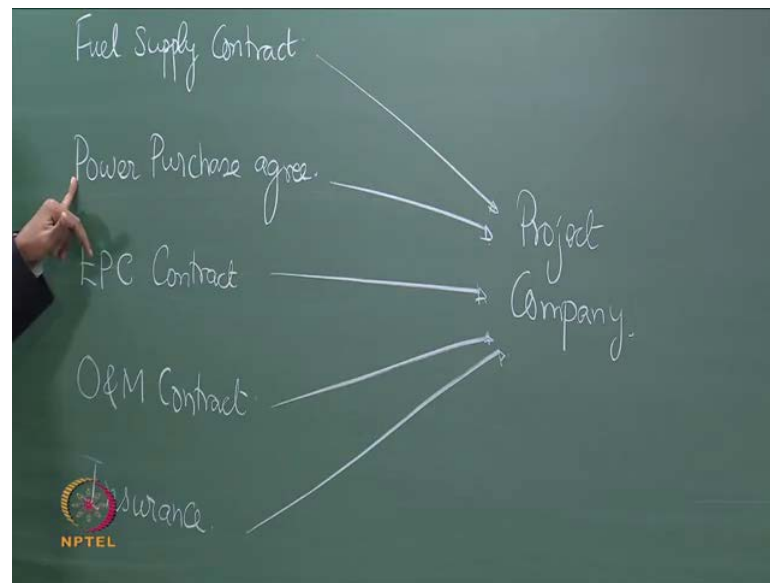 Fuel Supply Contract
Power Purchase agree.
EPC Contract
O&M Contract
Insurance.
Project
Company.
NPTEL